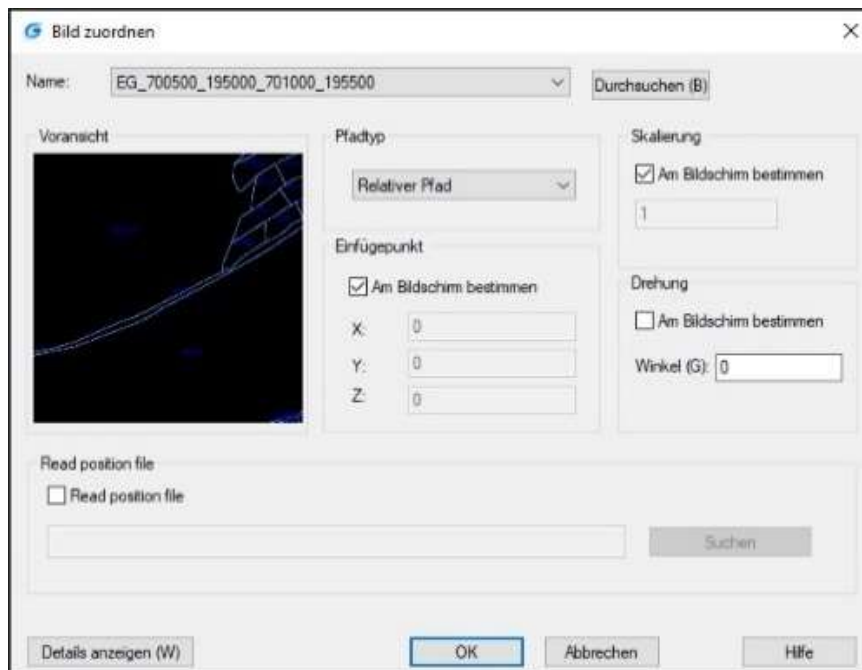 Bild zuordnen
Name: EG_700500_195000_701000_195500 Durchsuchen (B)
Voransicht
Pfadtyp
Relativer Pfad
Einfügepunkt
Am Bildschirm bestimmen
X: 0
Y: 0
Z: 0
Skalierung
Am Bildschirm bestimmen
1
Drehung
Am Bildschirm bestimmen
Winkel (G): 0
Read position file
Read position file
Suchen
Details anzeigen (W) OK Abbrechen Hilfe